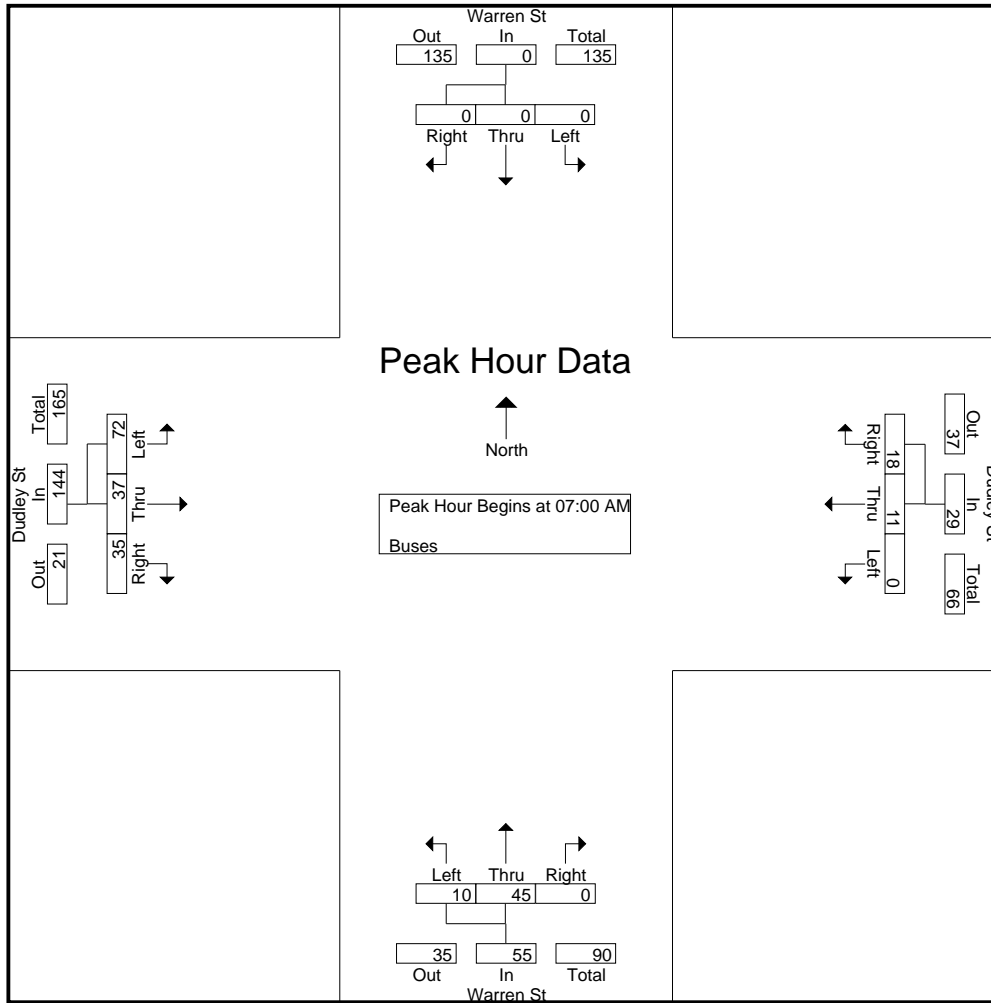 Warren St
Out In Total
135 0 135
0 0 0
Right Thru Left
Peak Hour Data
North
Peak Hour Begins at 07:00 AM
Buses
Dudley St
Total In Out
165 144 21
72 37 35
Left Thru Right
Out In Total
37 29 66
18 11 0
Right Thru Left
Dudley St
Left Thru Right
10 45 0
35 55 90
Out In Total
Warren St